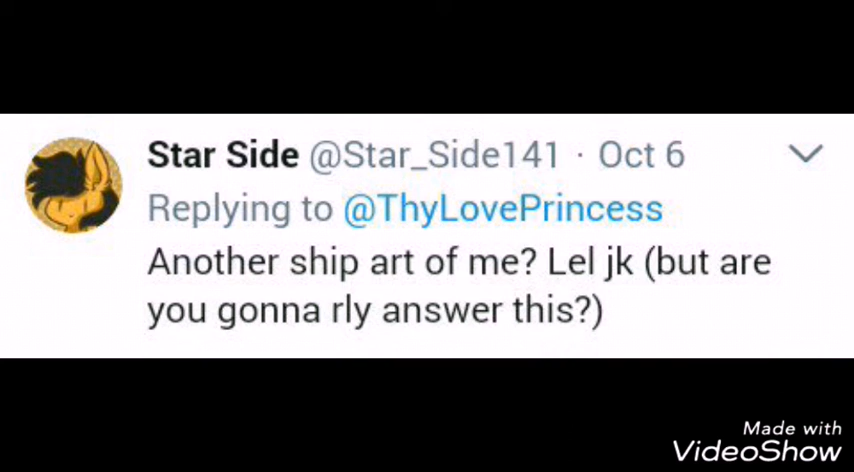 Star Side @Star_Side141 · Oct 6
Replying to @ThyLovePrincess
Another ship art of me? Lel jk (but are
you gonna rly answer this?)
Made with
VideoShow